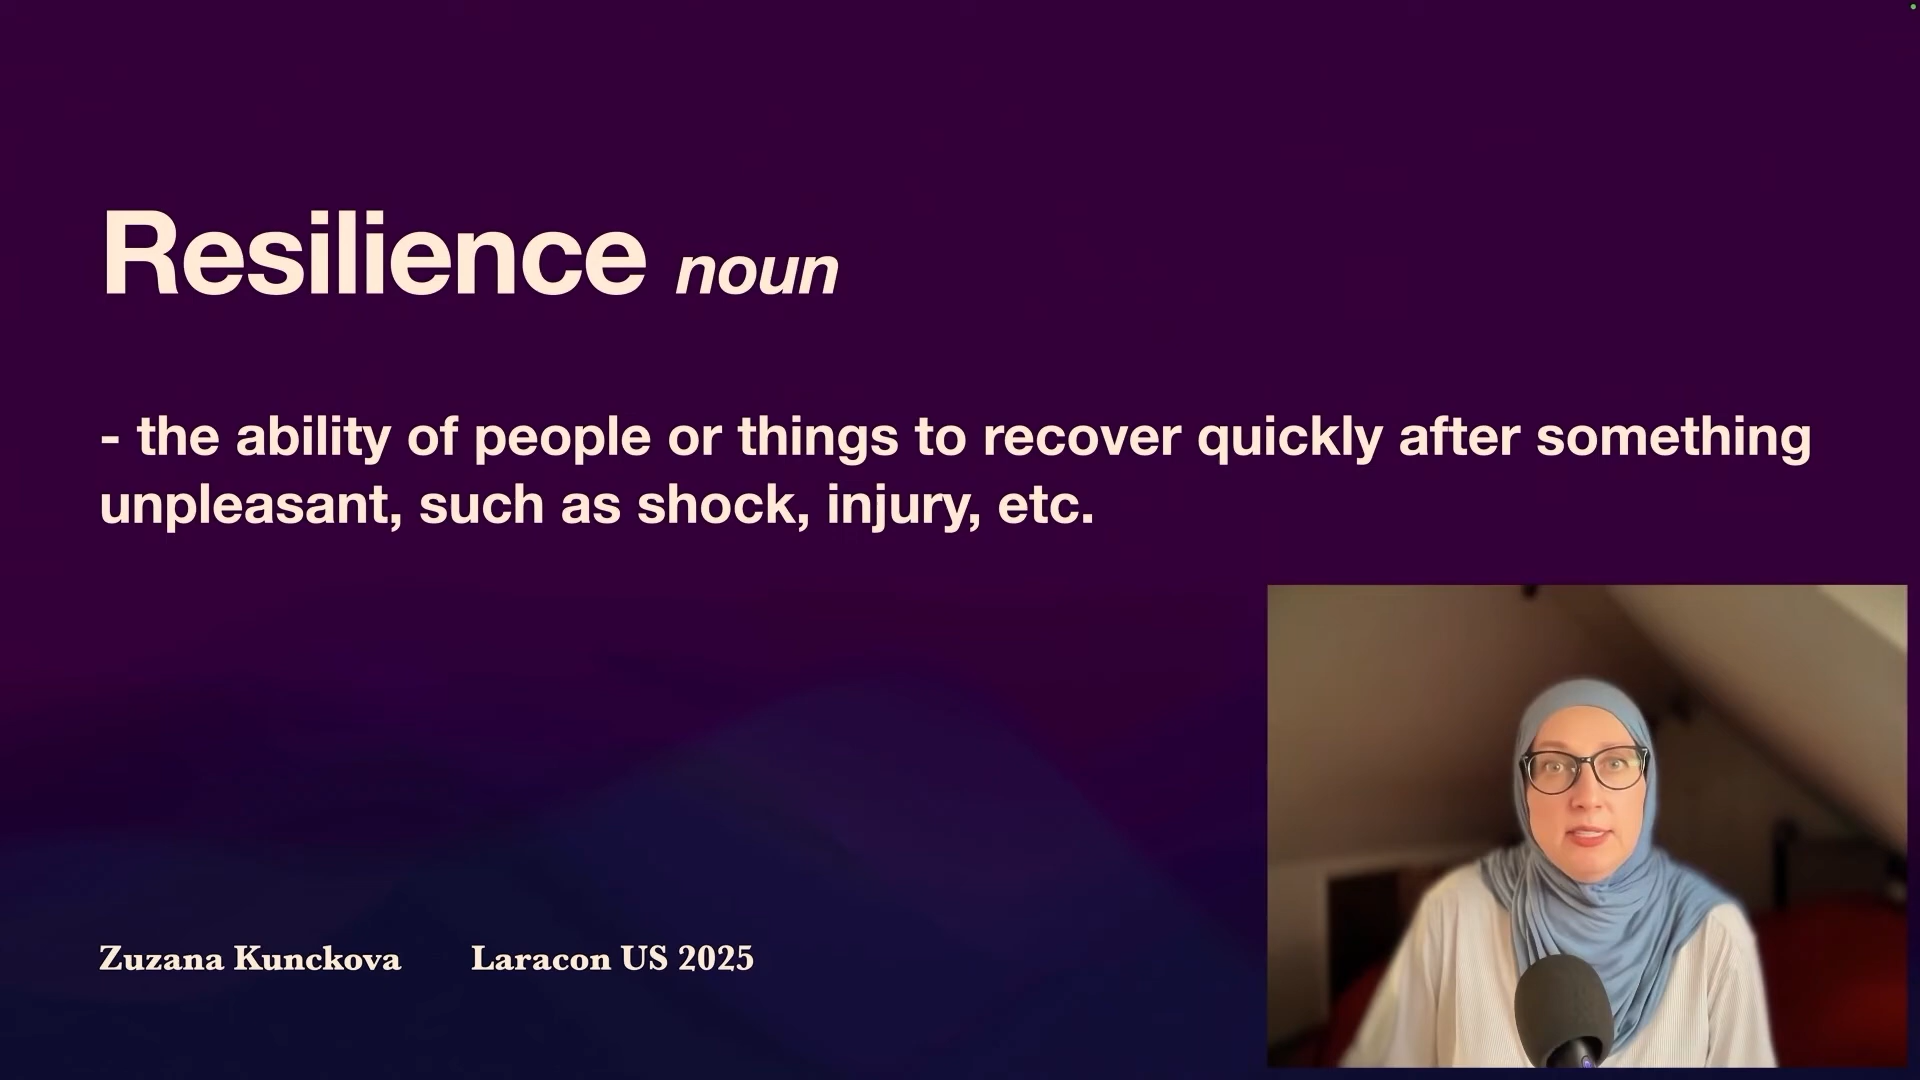 Resilience noun
- the ability of people or things to recover quickly after something
unpleasant, such as shock, injury, etc.
Zuzana Kunckova Laracon US 2025